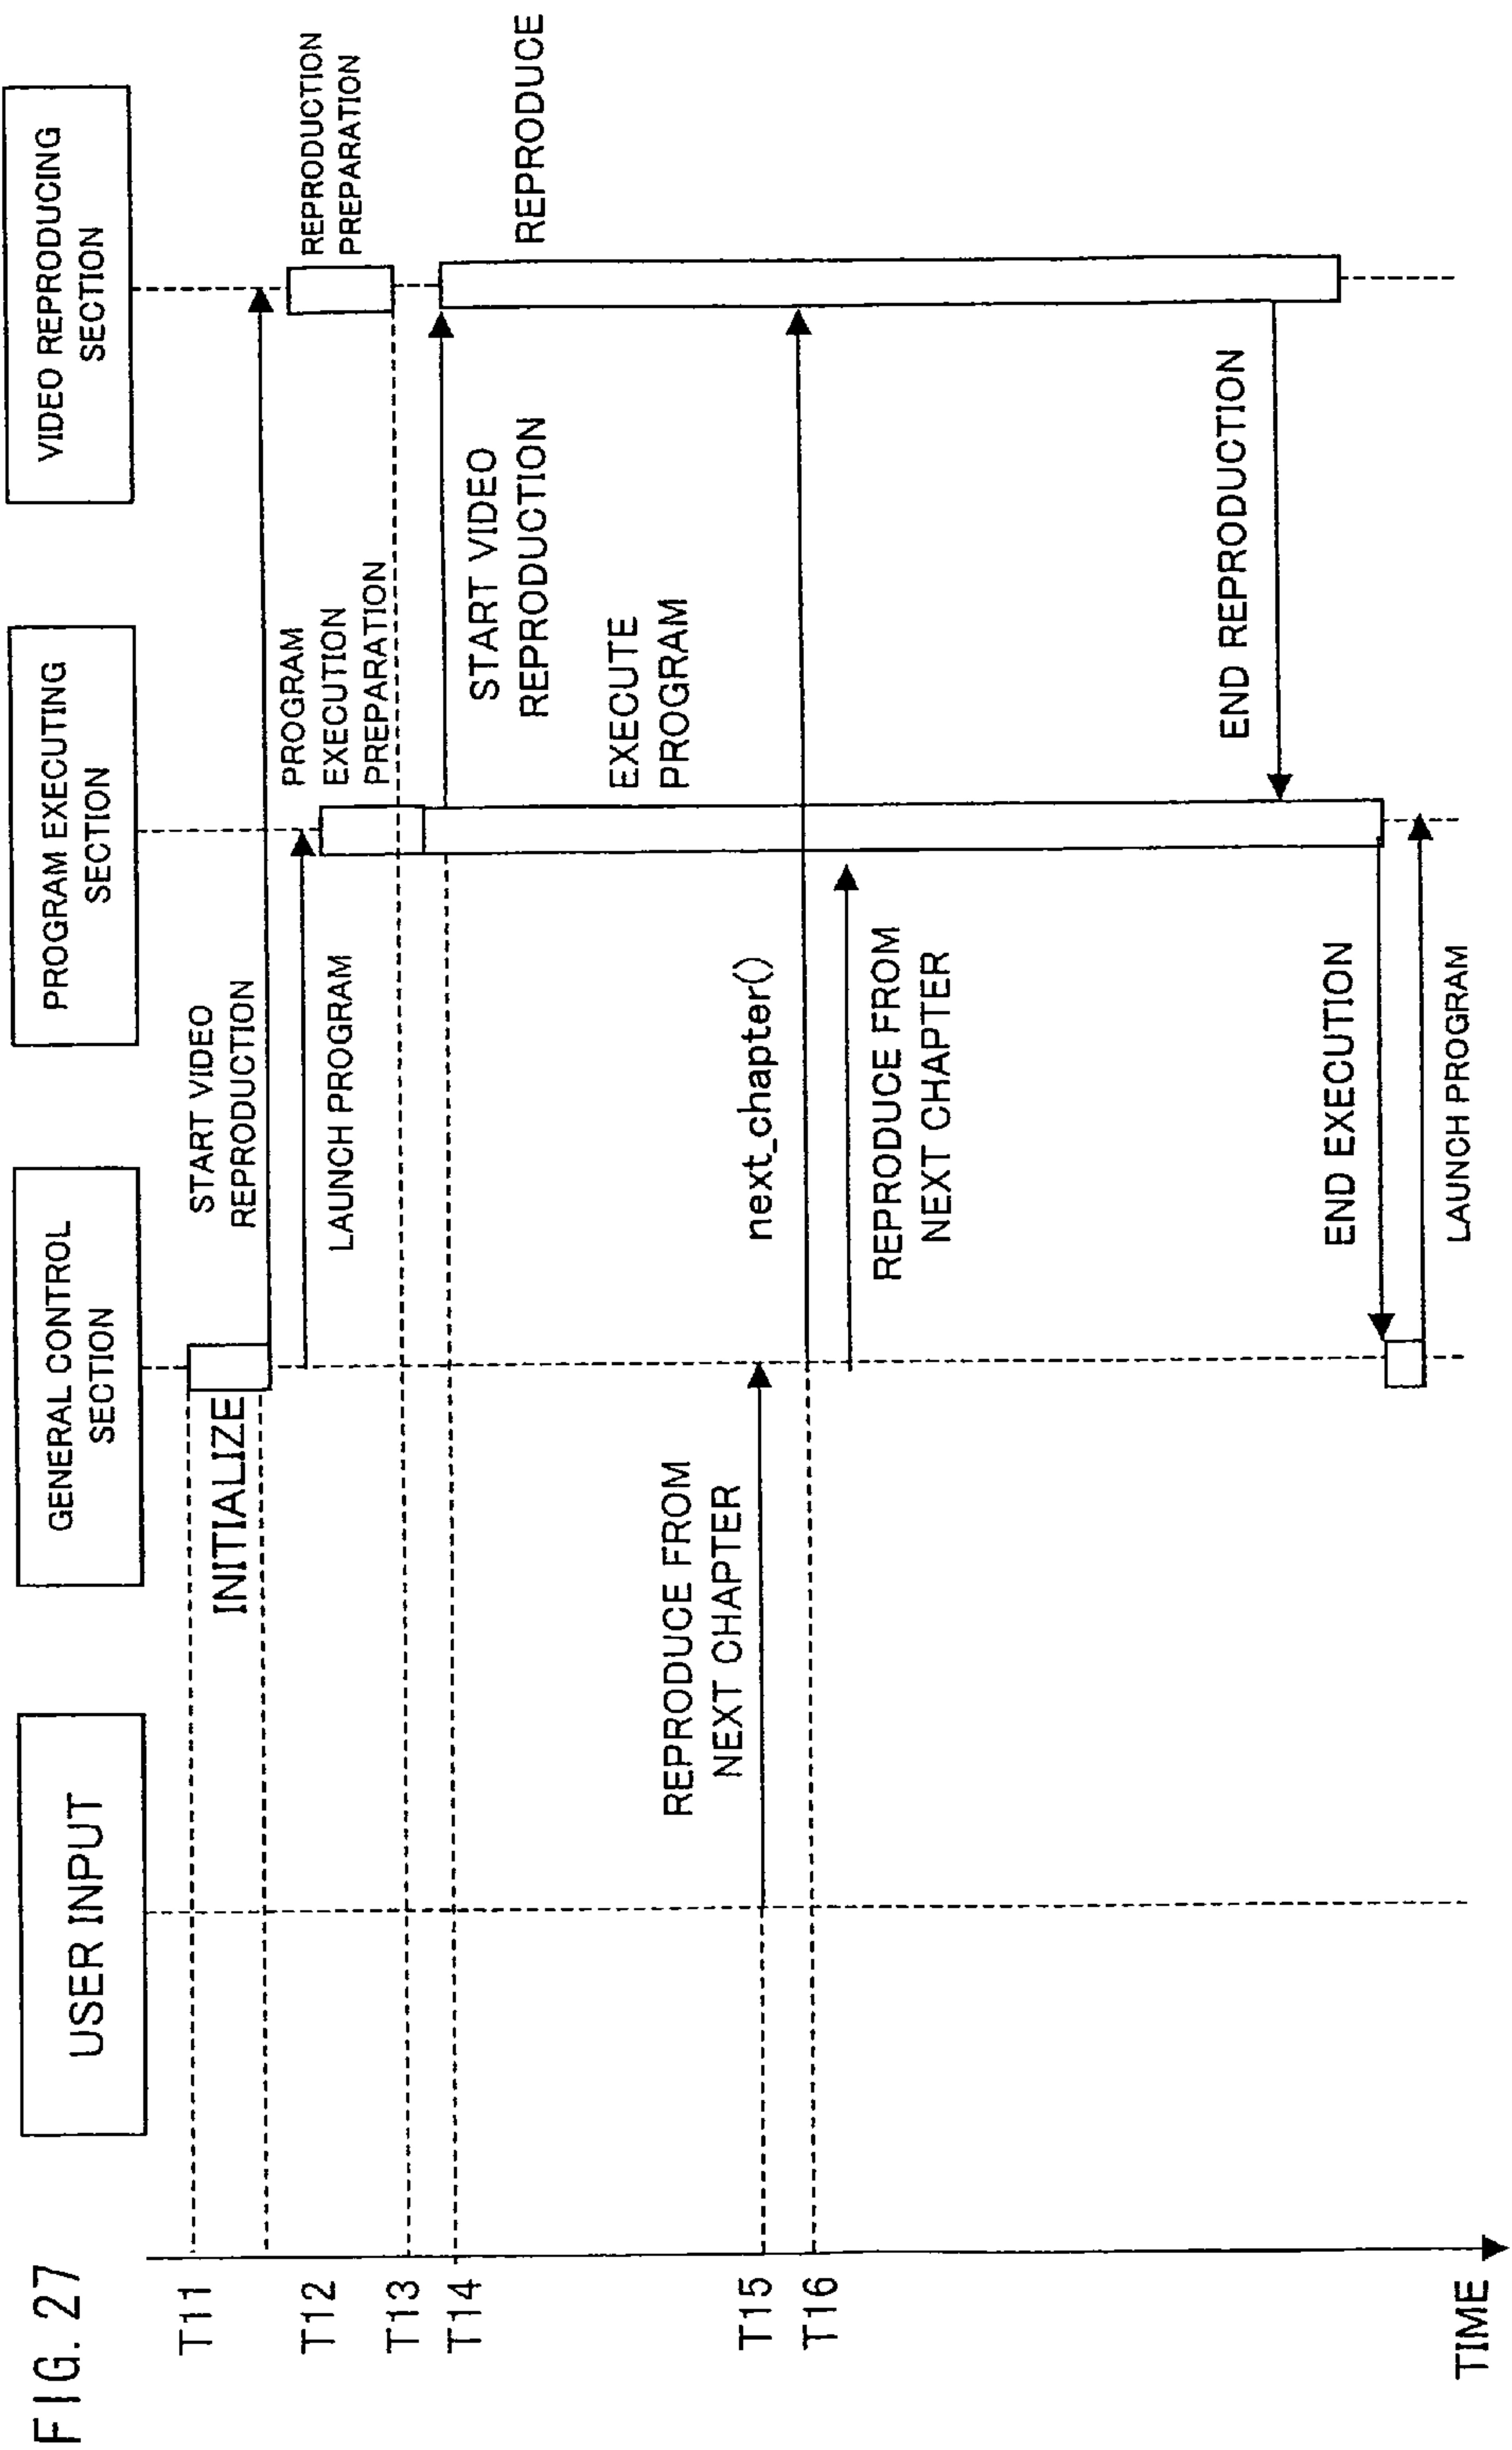 FIG. 27
USER INPUT
GENERAL CONTROL
SECTION
PROGRAM EXECUTING
SECTION
VIDEO REPRODUCING
SECTION
T11
INITIALIZE
START VIDEO
REPRODUCTION
T12
LAUNCH PROGRAM
PROGRAM
EXECUTION
PREPARATION
REPRODUCTION
PREPARATION
T13
T14
START VIDEO
REPRODUCTION
REPRODUCE
EXECUTE
PROGRAM
REPRODUCE FROM
NEXT CHAPTER
T15
next_chapter()
T16
REPRODUCE FROM
NEXT CHAPTER
END REPRODUCTION
END EXECUTION
LAUNCH PROGRAM
TIME